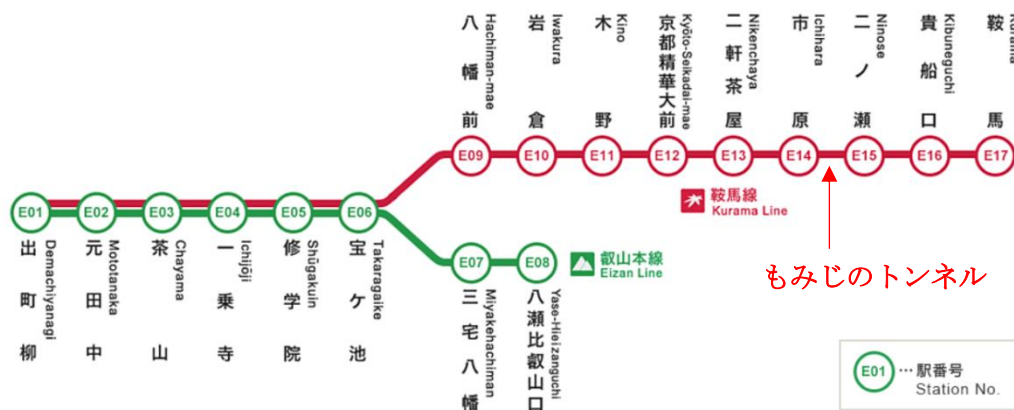 八幡前
Hachiman-mae
岩倉
Iwakura
木野
Kino
京都精華大前
Kyōto-Seikadai-mae
二軒茶屋
Nikenchaya
市原
Ichihara
二ノ瀬
Ninose
貴船口
Kibuneguchi
鞍馬
Kurama
E09
E10
E11
E12
E13
E14
E15
E16
E17
鞍馬線
Kurama Line
E01
E02
E03
E04
E05
E06
出町柳
Demachiyanagi
元田中
Mototanaka
茶山
Chayama
一乗寺
Ichijōji
修学院
Shūgakuin
宝ケ池
Takaragaike
E07
E08
叡山本線
Eizan Line
三宅八幡
Miyakehachiman
八瀬比叡山口
Yase-Hieizanguchi
もみじのトンネル
E01
…駅番号
Station No.